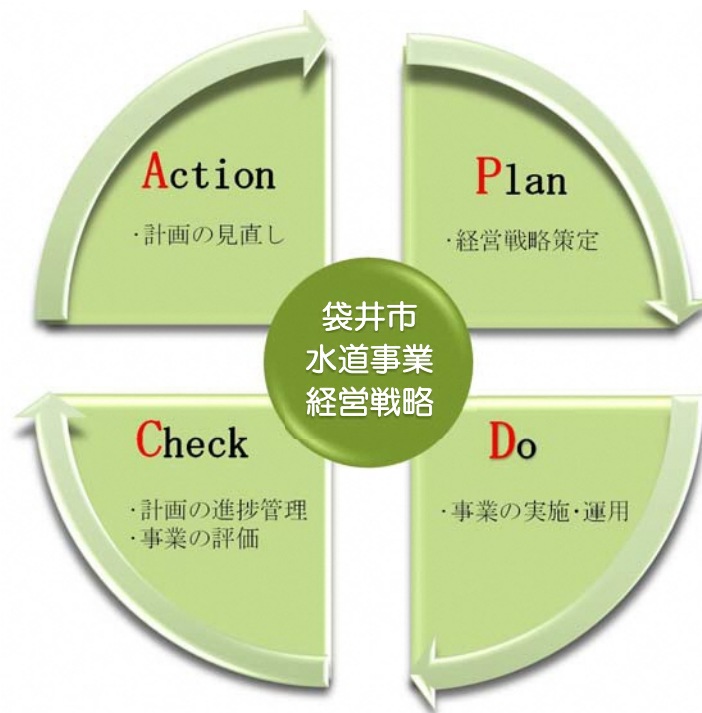 Action
・計画の見直し
Plan
・経営戦略策定
袋井市
水道事業
経営戦略
Check
・計画の進捗管理
・事業の評価
Do
・事業の実施・運用